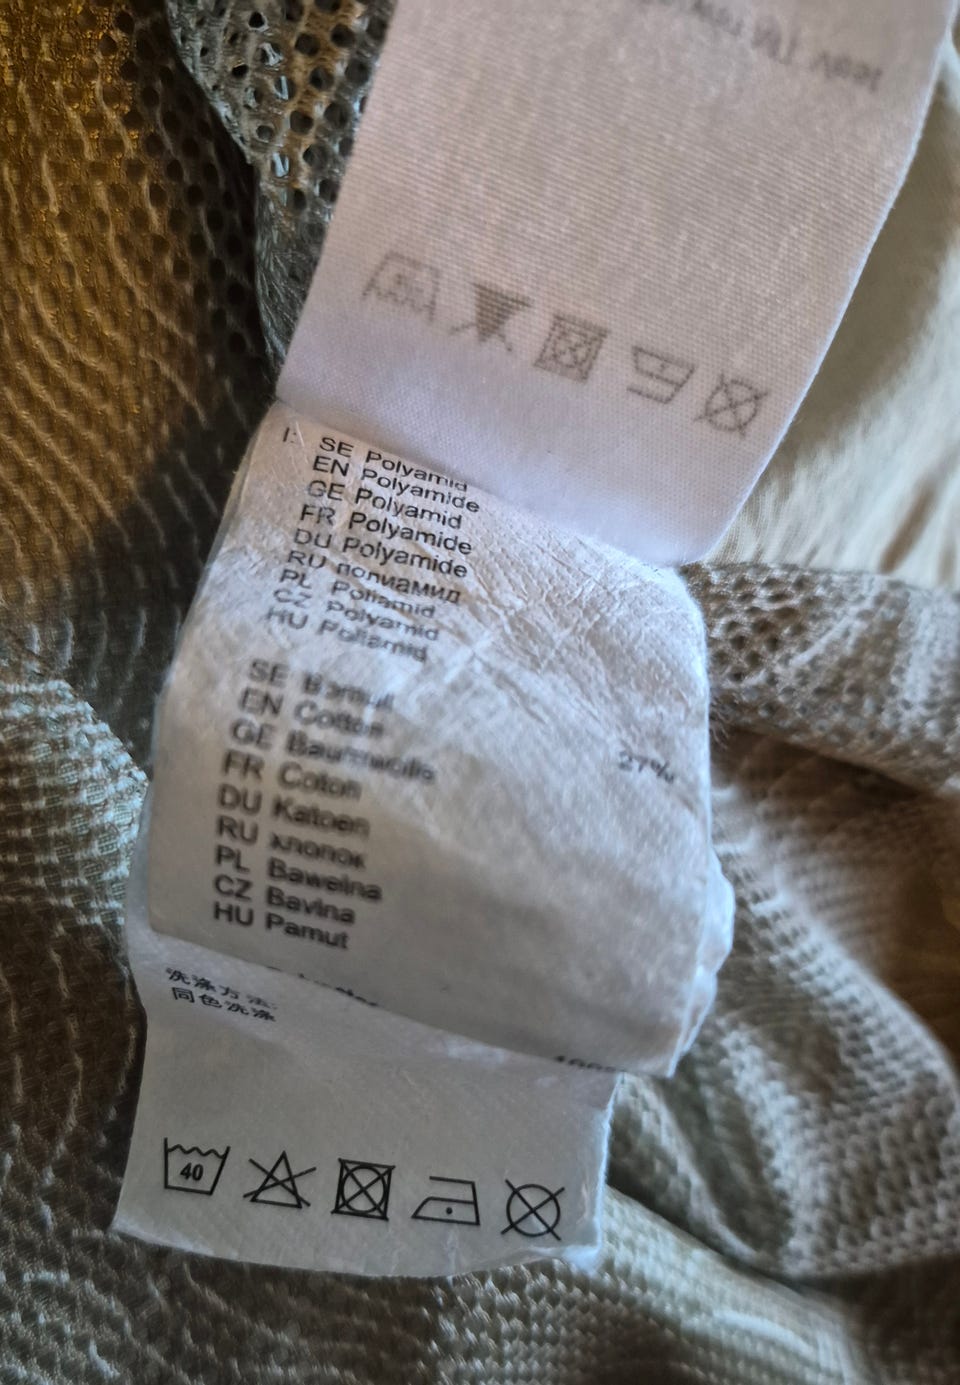 I: SE Polyamid
EN Polyamide
GE Polyamid
FR Polyamide
DU Polyamide
RU полиамид
PL Poliamid
CZ Polyamid
HU Poliamid
SE Bomull
EN Cotton
27%
GE Baumwolle
FR Coton
DU Katoen
RU хлопок
PL Bawełna
CZ Bavlna
HU Pamut
洗涤方法:
同色洗涤
40